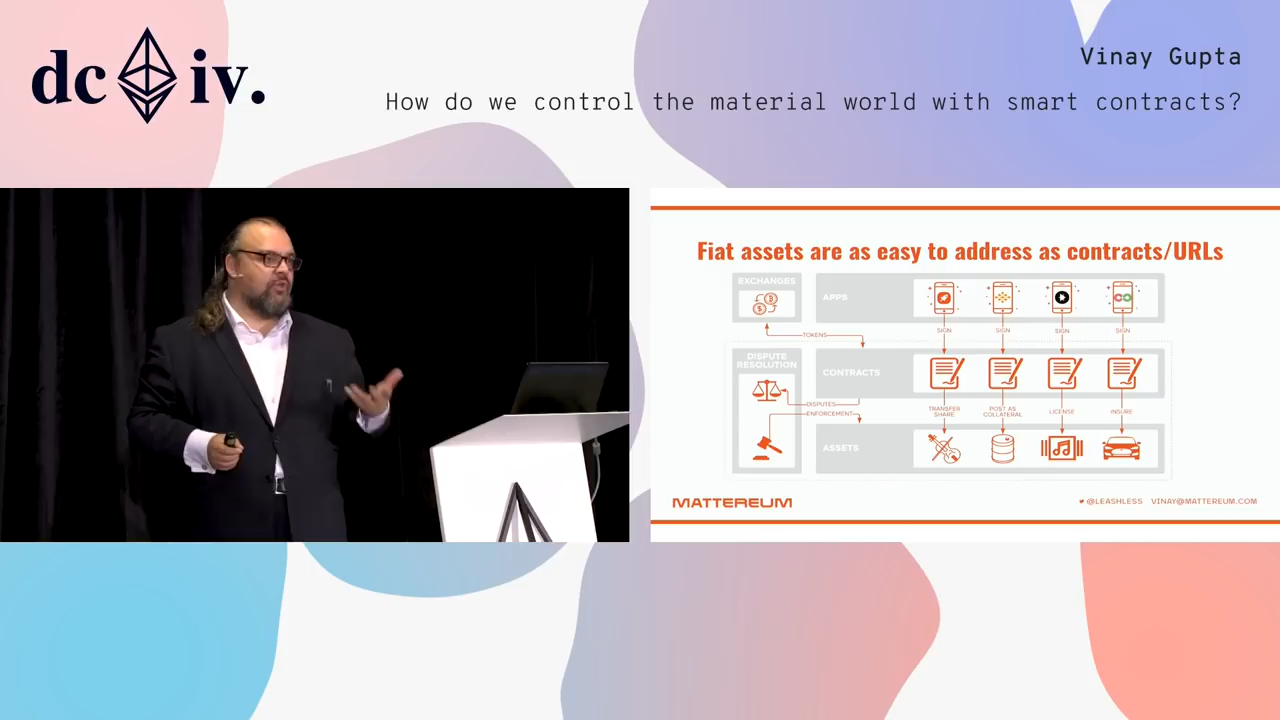 dc iv.
Vinay Gupta
How do we control the material world with smart contracts?
Fiat assets are as easy to address as contracts/URLs
EXCHANGES
APPS
SIGN SIGN SIGN SIGN
TOKENS
DISPUTE
RESOLUTION
CONTRACTS
DISPUTES
ENFORCEMENT
TRANSFER
SHARE
POST AS
COLLATERAL
LICENSE
INSURE
ASSETS
MATTEREUM
@LEASHLESS VINAY@MATTEREUM.COM